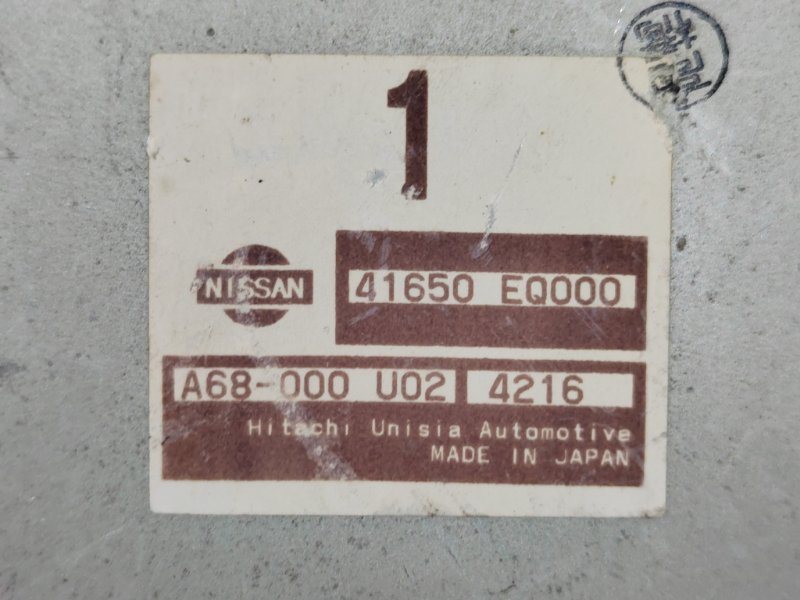 1
NISSAN
41650 EQ000
A68-000 U02 4216
Hitachi Unisia Automotive
MADE IN JAPAN